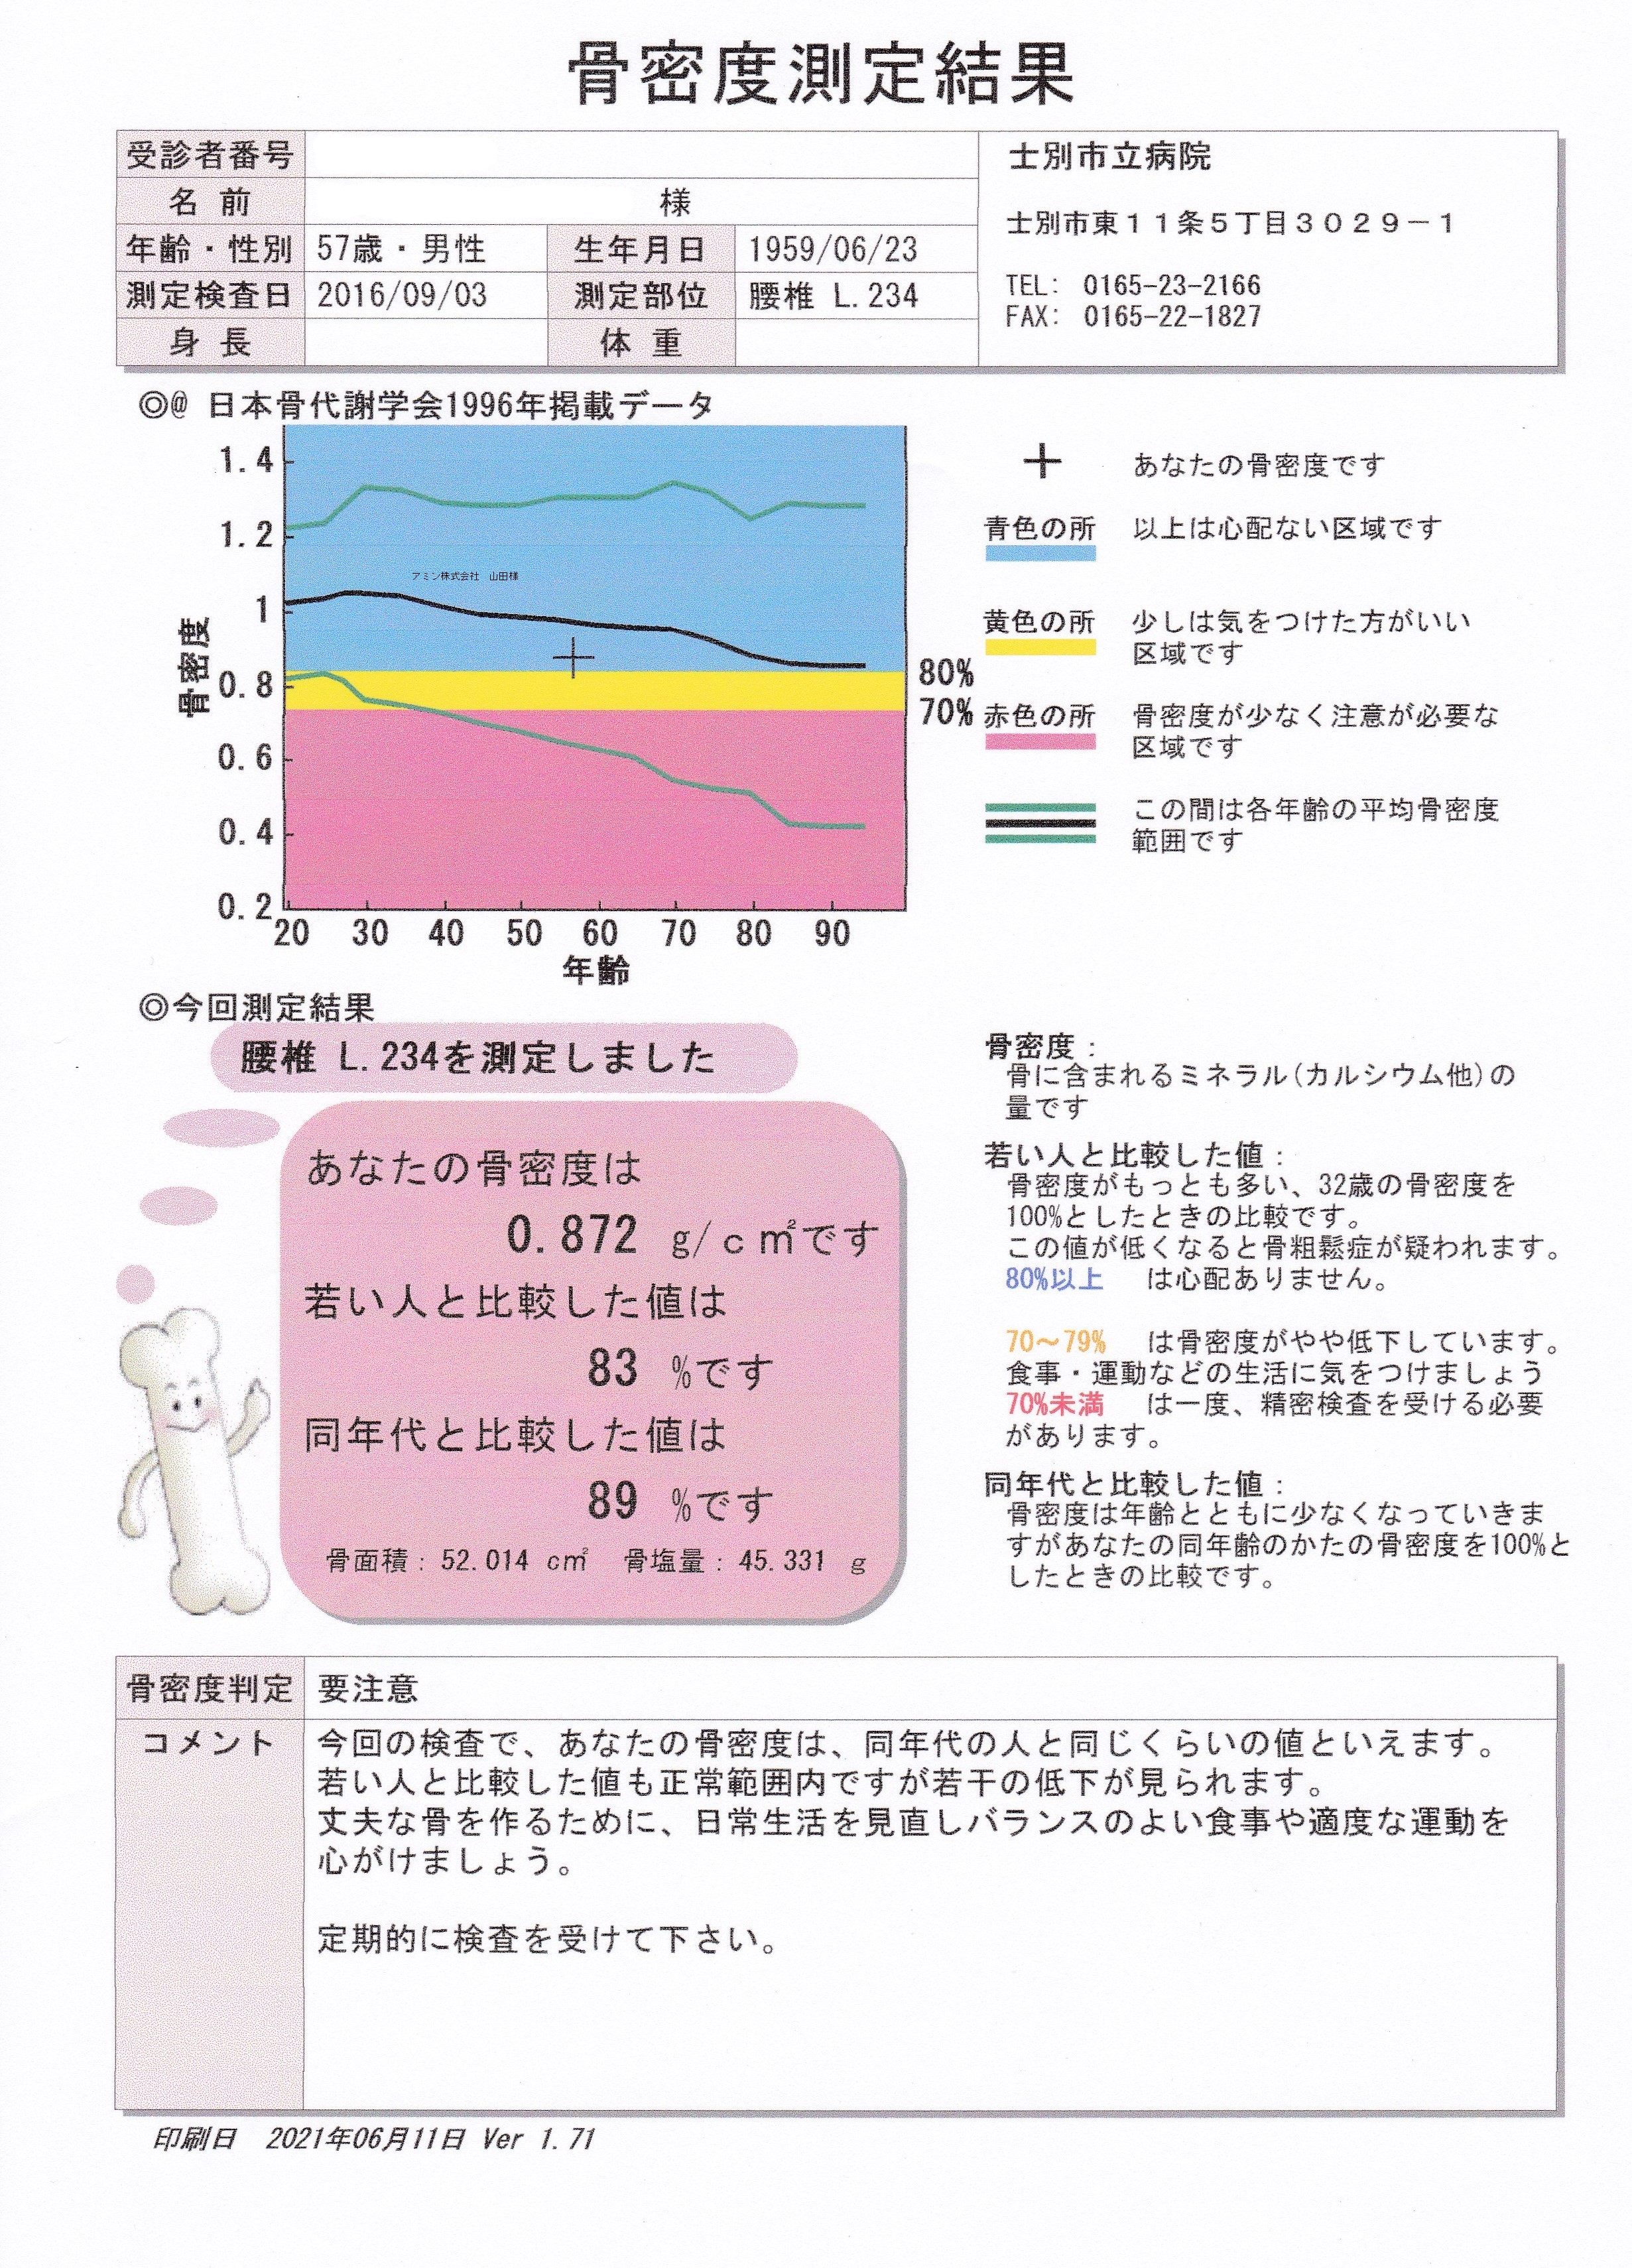 骨密度測定結果
受診者番号
名 前 様
年齢・性別 57歳・男性 生年月日 1959/06/23
測定検査日 2016/09/03 測定部位 腰椎 L.234
身 長 体 重
士別市立病院
士別市東１１条５丁目３０２９－１
TEL: 0165-23-2166
FAX: 0165-22-1827
◎@ 日本骨代謝学会1996年掲載データ
骨密度
1.4
1.2
1
0.8
0.6
0.4
0.2
アミン株式会社 山田様
80%
70%
20 30 40 50 60 70 80 90
年齢
＋ あなたの骨密度です
青色の所 以上は心配ない区域です
黄色の所 少しは気をつけた方がいい
区域です
赤色の所 骨密度が少なく注意が必要な
区域です
この間は各年齢の平均骨密度
範囲です
◎今回測定結果
腰椎 L.234を測定しました
あなたの骨密度は
0.872 g/ｃ㎡です
若い人と比較した値は
83 %です
同年代と比較した値は
89 %です
骨面積：52.014 c㎡ 骨塩量：45.331 g
骨密度：
骨に含まれるミネラル(カルシウム他)の
量です
若い人と比較した値：
骨密度がもっとも多い、32歳の骨密度を
100%としたときの比較です。
この値が低くなると骨粗鬆症が疑われます。
80%以上 は心配ありません。
70～79% は骨密度がやや低下しています。
食事・運動などの生活に気をつけましょう
70%未満 は一度、精密検査を受ける必要
があります。
同年代と比較した値：
骨密度は年齢とともに少なくなっていきま
すがあなたの同年齢のかたの骨密度を100%と
したときの比較です。
骨密度判定 要注意
コメント
今回の検査で、あなたの骨密度は、同年代の人と同じくらいの値といえます。
若い人と比較した値も正常範囲内ですが若干の低下が見られます。
丈夫な骨を作るために、日常生活を見直しバランスのよい食事や適度な運動を
心がけましょう。
定期的に検査を受けて下さい。
印刷日 2021年06月11日 Ver 1.71